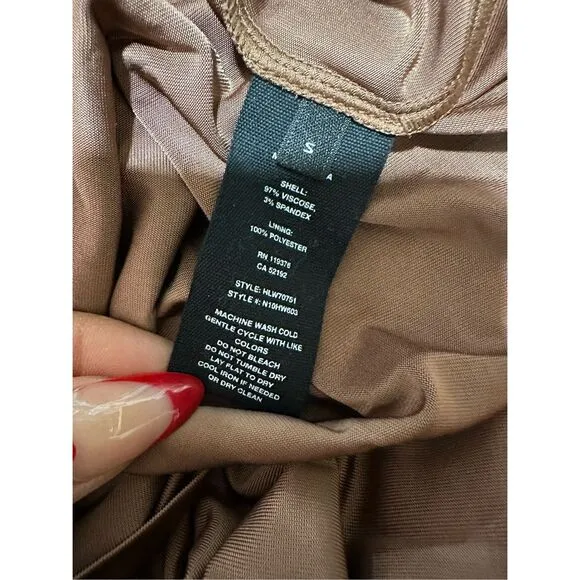 S
SHELL:
97% VISCOSE,
3% SPANDEX
LINING:
100% POLYESTER
RN 119376
CA 52192
STYLE: HLW70751
STYLE #: N10HW603
MACHINE WASH COLD
GENTLE CYCLE WITH LIKE
COLORS
DO NOT BLEACH
DO NOT TUMBLE DRY
LAY FLAT TO DRY
COOL IRON IF NEEDED
OR DRY CLEAN